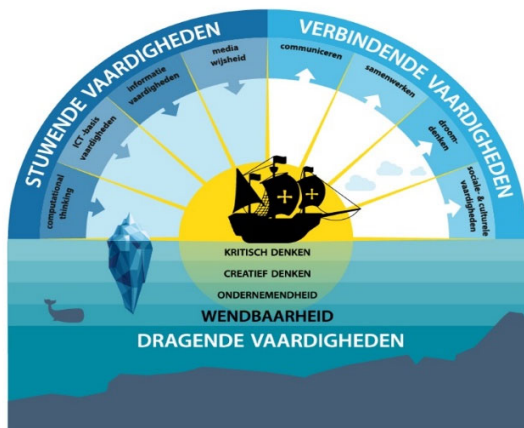 STUWENDE VAARDIGHEDEN
VERBINDENDE VAARDIGHEDEN
computational
thinking
ICT-basis
vaardigheden
informatie
vaardigheden
media
wijsheid
communiceren
samenwerken
droom-
denken
sociale- & culturele
vaardigheden
KRITISCH DENKEN
CREATIEF DENKEN
ONDERNEMENDHEID
WENDBAARHEID
DRAGENDE VAARDIGHEDEN